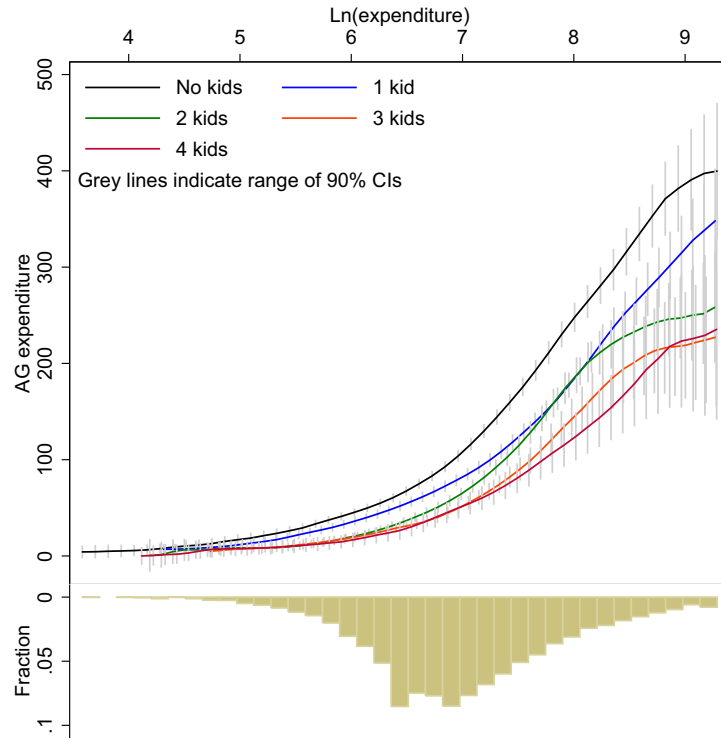 Ln(expenditure)
4 5 6 7 8 9
500
400
300
200
100
0
AG expenditure
No kids 1 kid
2 kids 3 kids
4 kids
Grey lines indicate range of 90% CIs
0
.05
.1
Fraction